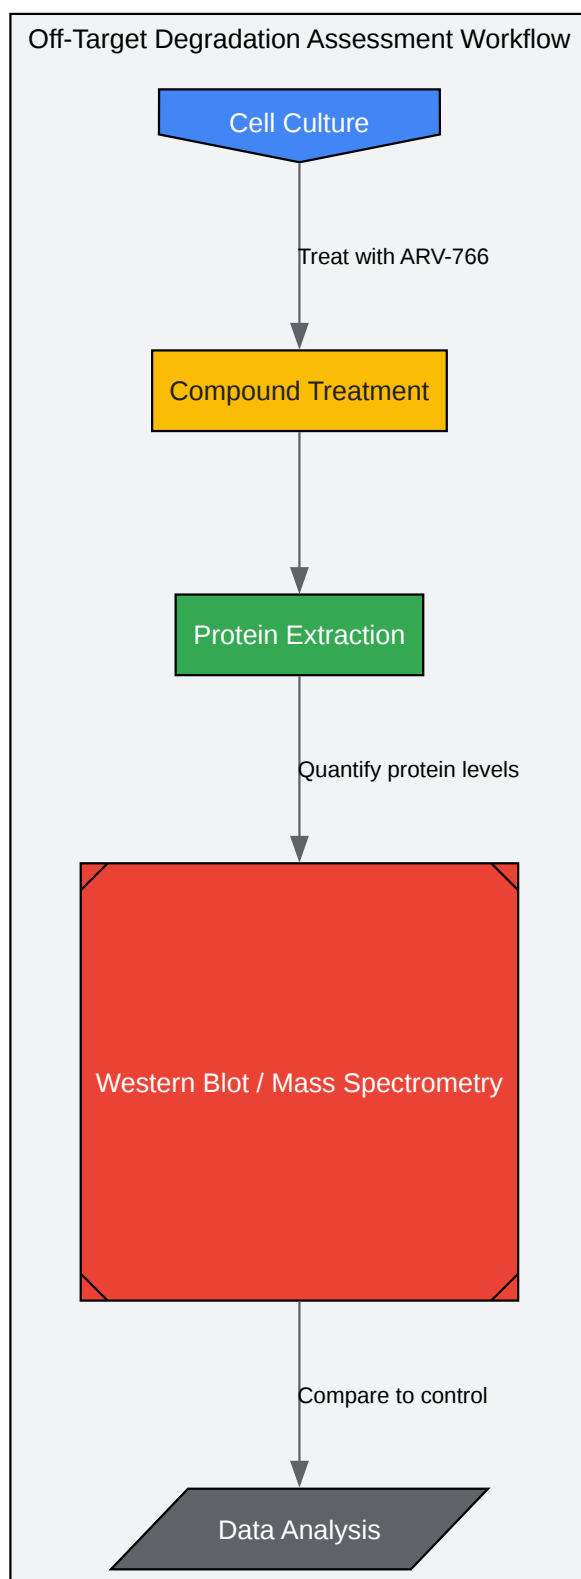 Off-Target Degradation Assessment Workflow
Cell Culture
Treat with ARV-766
Compound Treatment
Protein Extraction
Quantify protein levels
Western Blot / Mass Spectrometry
Compare to control
Data Analysis